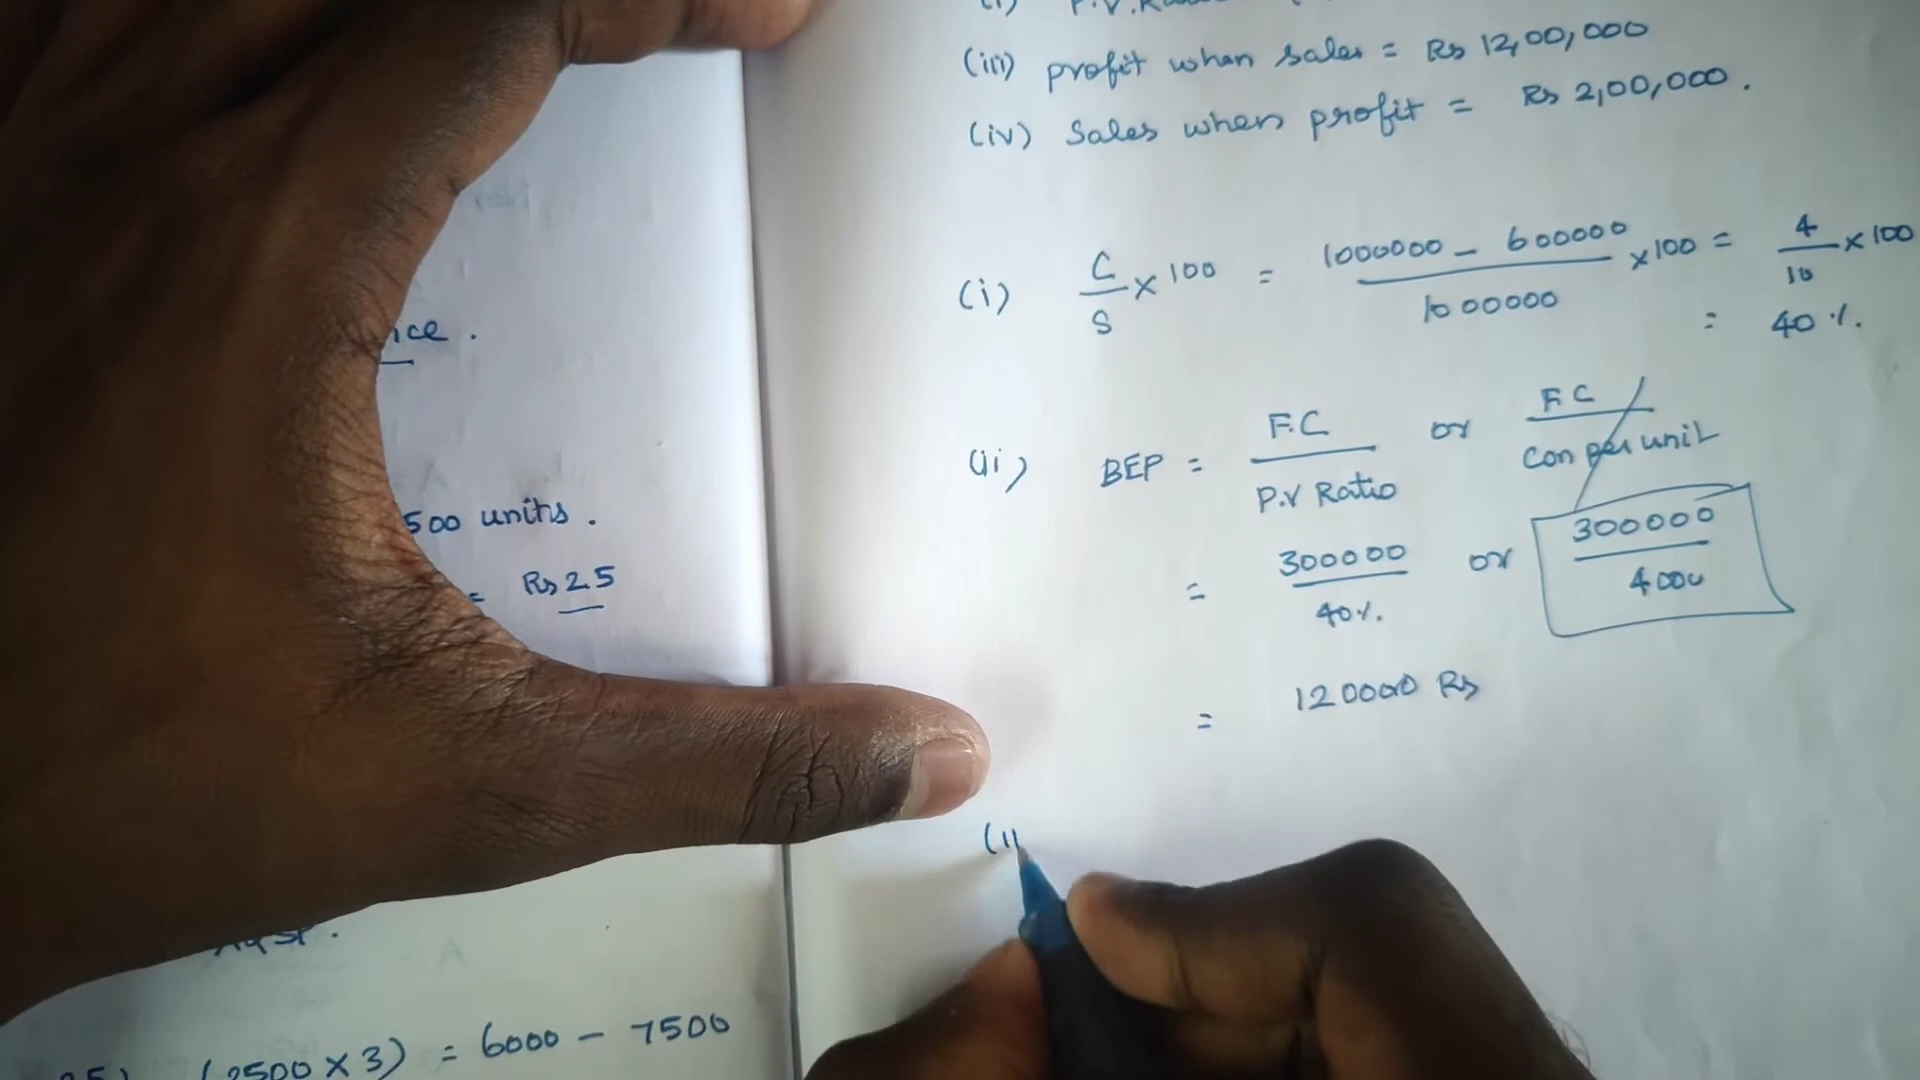 ice.
500 units.
= Rs 25
(2500 x 3) = 6000 - 7500
(iii) profit when sales = Rs 12,00,000
(iv) Sales when profit = Rs 2,00,000.
(i) C/S x 100 = 1000000 - 600000 / 1000000 x 100 = 4/10 x 100
= 40 %.
(ii) BEP = F.C / P.V Ratio or F.C / Con per unit
= 300000 / 40%. or 300000 / 4000
= 120000 Rs
(ii